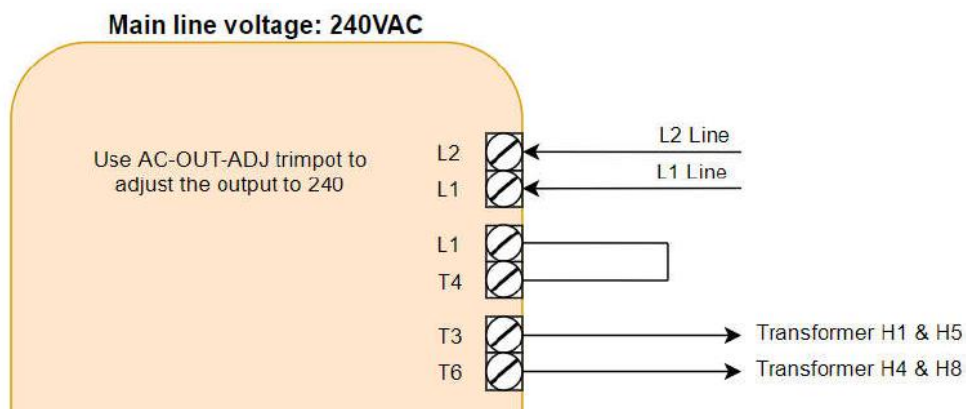 Main line voltage: 240VAC
Use AC-OUT-ADJ trimpot to
adjust the output to 240
L2
L2 Line
L1
L1 Line
L1
T4
T3
Transformer H1 & H5
T6
Transformer H4 & H8